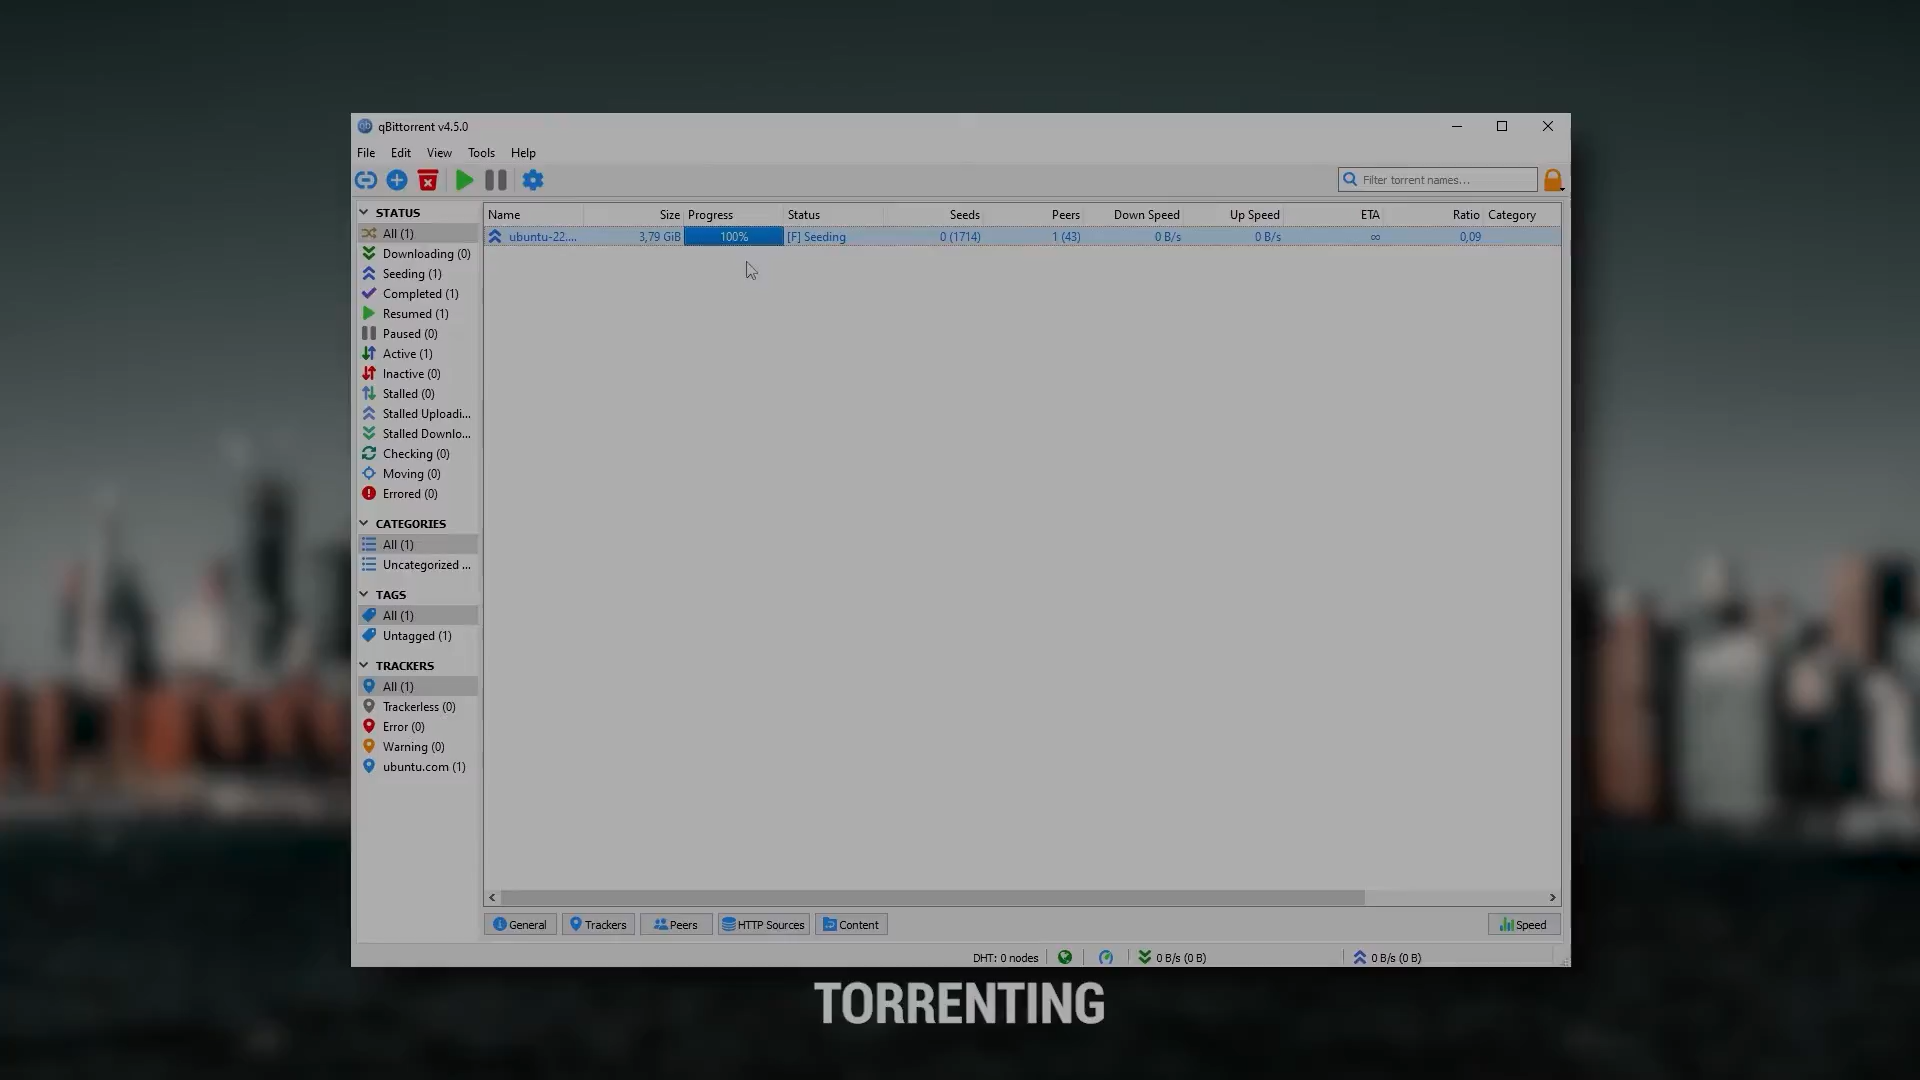 qBittorrent v4.5.0
File Edit View Tools Help
Filter torrent names...
STATUS
All (1)
Downloading (0)
Seeding (1)
Completed (1)
Resumed (1)
Paused (0)
Active (1)
Inactive (0)
Stalled (0)
Stalled Uploadi...
Stalled Downlo...
Checking (0)
Moving (0)
Errored (0)
CATEGORIES
All (1)
Uncategorized ...
TAGS
All (1)
Untagged (1)
TRACKERS
All (1)
Trackerless (0)
Error (0)
Warning (0)
ubuntu.com (1)
Name Size Progress Status Seeds Peers Down Speed Up Speed ETA Ratio Category
ubuntu-22.... 3,79 GiB 100% [F] Seeding 0 (1714) 1 (43) 0 B/s 0 B/s ∞ 0,09
General Trackers Peers HTTP Sources Content Speed
DHT: 0 nodes 0 B/s (0 B) 0 B/s (0 B)
TORRENTING